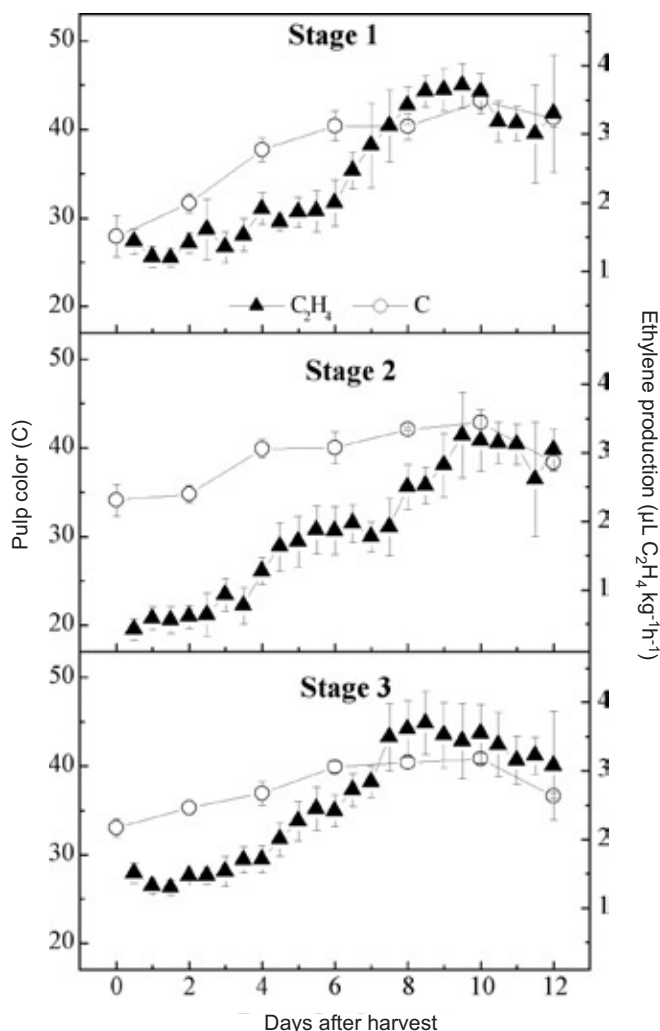 Stage 1
50
40
30
20
4
3
2
1
C₂H₄
C
Stage 2
50
40
30
20
4
3
2
1
Stage 3
50
40
30
20
4
3
2
1
0 2 4 6 8 10 12
Days after harvest
Pulp color (C)
Ethylene production (µL C₂H₄ kg⁻¹h⁻¹)